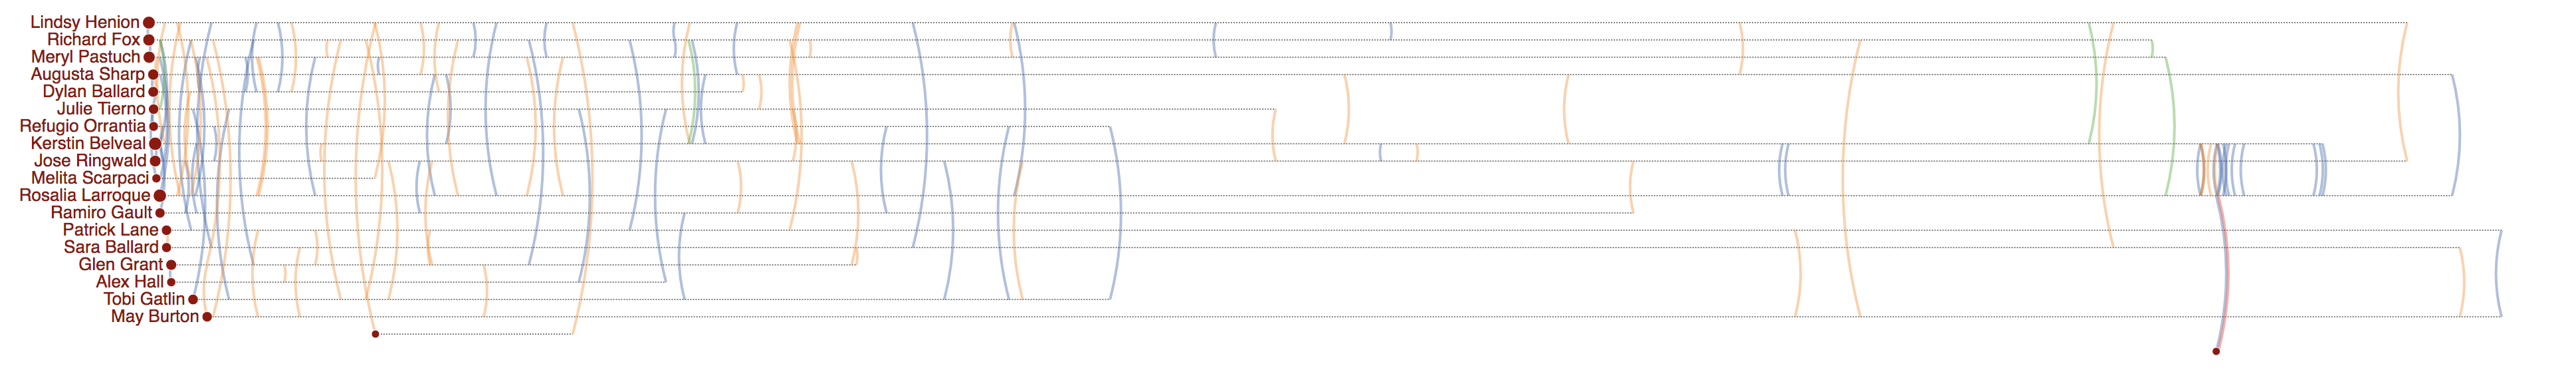 Lindsy Henion
Richard Fox
Meryl Pastuch
Augusta Sharp
Dylan Ballard
Julie Tierno
Refugio Orrantia
Kerstin Belveal
Jose Ringwald
Melita Scarpaci
Rosalia Larroque
Ramiro Gault
Patrick Lane
Sara Ballard
Glen Grant
Alex Hall
Tobi Gatlin
May Burton